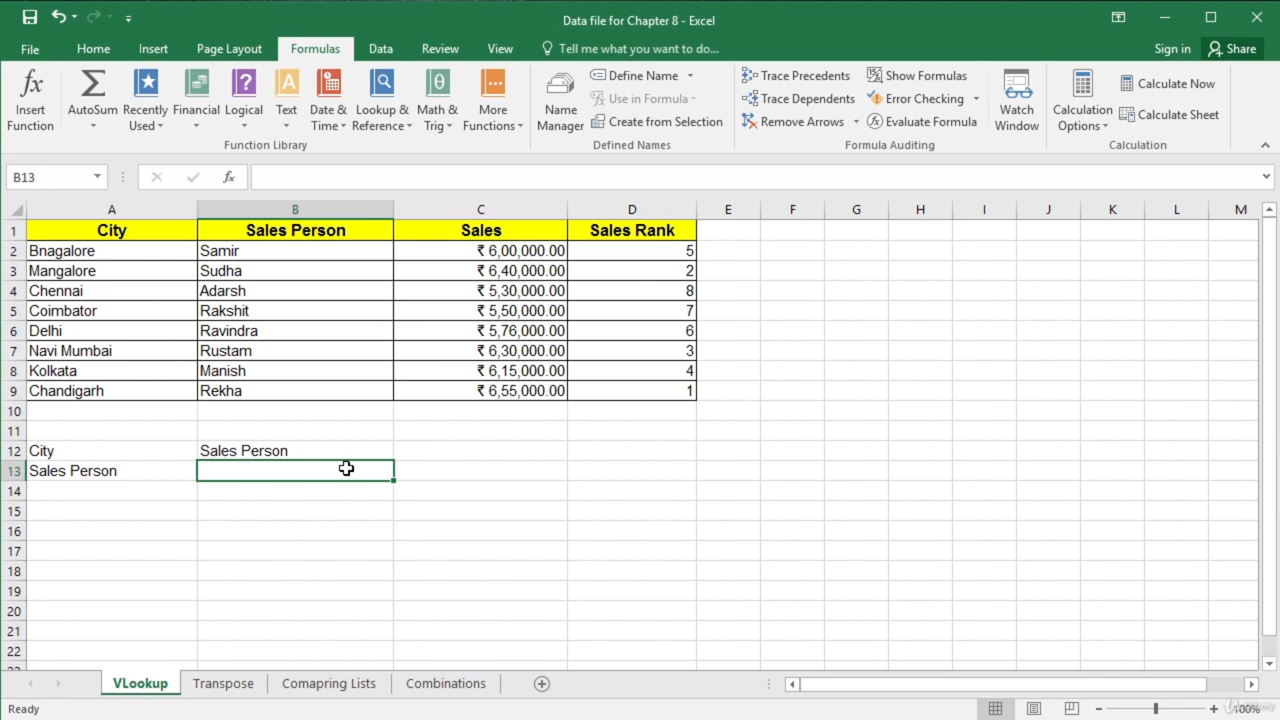 Data file for Chapter 8 - Excel
File Home Insert Page Layout Formulas Data Review View Tell me what you want to do... Sign in Share
Insert Function
AutoSum
Recently Used
Financial
Logical
Text
Date & Time
Lookup & Reference
Math & Trig
More Functions
Function Library
Name Manager
Define Name
Use in Formula
Create from Selection
Defined Names
Trace Precedents
Trace Dependents
Remove Arrows
Show Formulas
Error Checking
Evaluate Formula
Formula Auditing
Watch Window
Calculation Options
Calculate Now
Calculate Sheet
Calculation
B13 fx
A B C D E F G H I J K L M
1 City Sales Person Sales Sales Rank
2 Bnagalore Samir ₹ 6,00,000.00 5
3 Mangalore Sudha ₹ 6,40,000.00 2
4 Chennai Adarsh ₹ 5,30,000.00 8
5 Coimbator Rakshit ₹ 5,50,000.00 7
6 Delhi Ravindra ₹ 5,76,000.00 6
7 Navi Mumbai Rustam ₹ 6,30,000.00 3
8 Kolkata Manish ₹ 6,15,000.00 4
9 Chandigarh Rekha ₹ 6,55,000.00 1
10
11
12 City Sales Person
13 Sales Person
14
15
16
17
18
19
20
21
22
VLookup Transpose Comapring Lists Combinations
Ready 100%